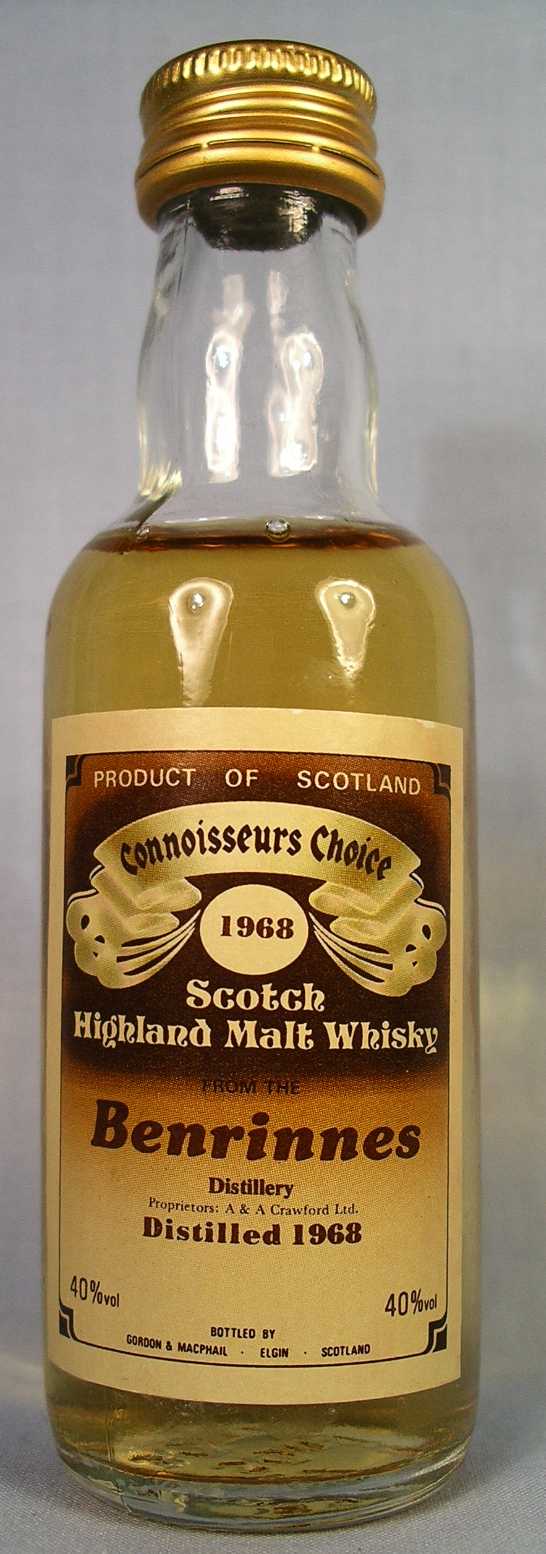 PRODUCT OF SCOTLAND
Connoisseurs Choice
1968
Scotch
Highland Malt Whisky
FROM THE
Benrinnes
Distillery
Proprietors: A & A Crawford Ltd.
Distilled 1968
40%vol
40%vol
BOTTLED BY
GORDON & MACPHAIL · ELGIN · SCOTLAND